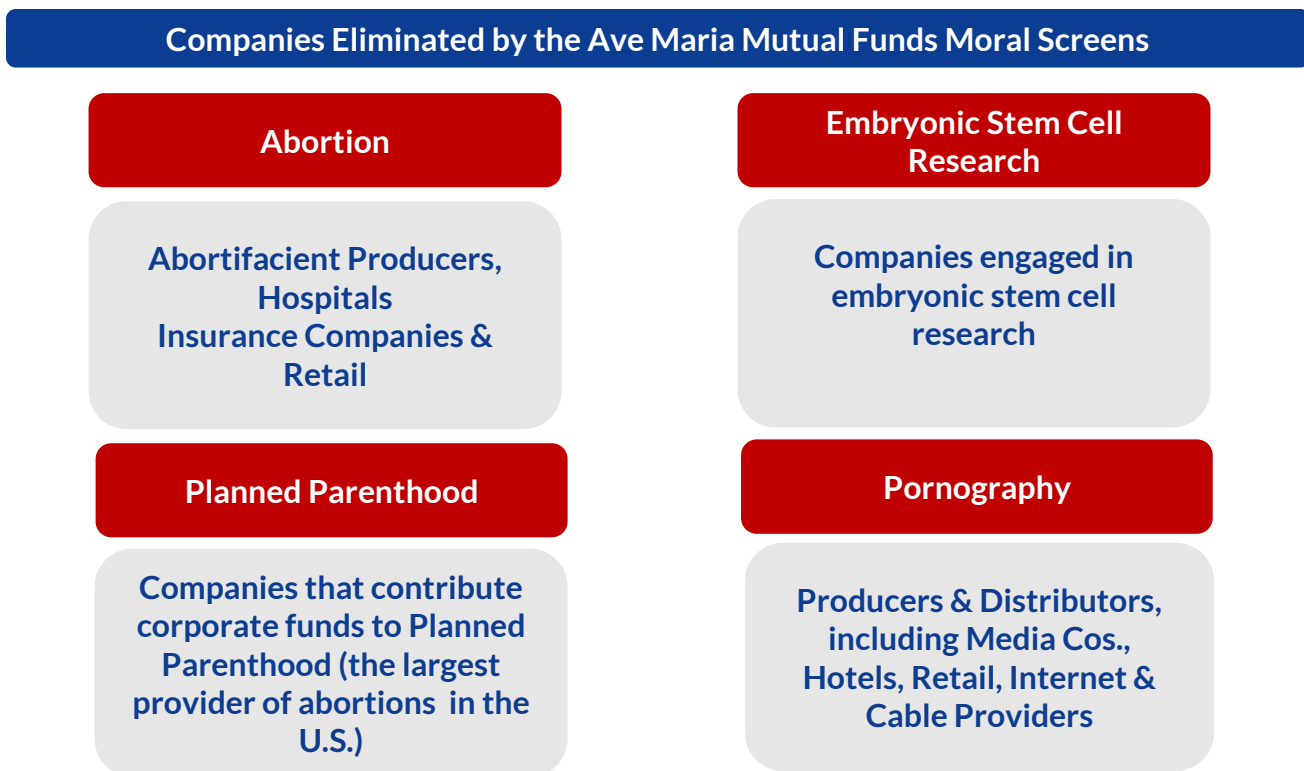 Companies Eliminated by the Ave Maria Mutual Funds Moral Screens
Abortion
Abortifacient Producers,
Hospitals
Insurance Companies &
Retail
Embryonic Stem Cell
Research
Companies engaged in
embryonic stem cell
research
Planned Parenthood
Companies that contribute
corporate funds to Planned
Parenthood (the largest
provider of abortions in the
U.S.)
Pornography
Producers & Distributors,
including Media Cos.,
Hotels, Retail, Internet &
Cable Providers